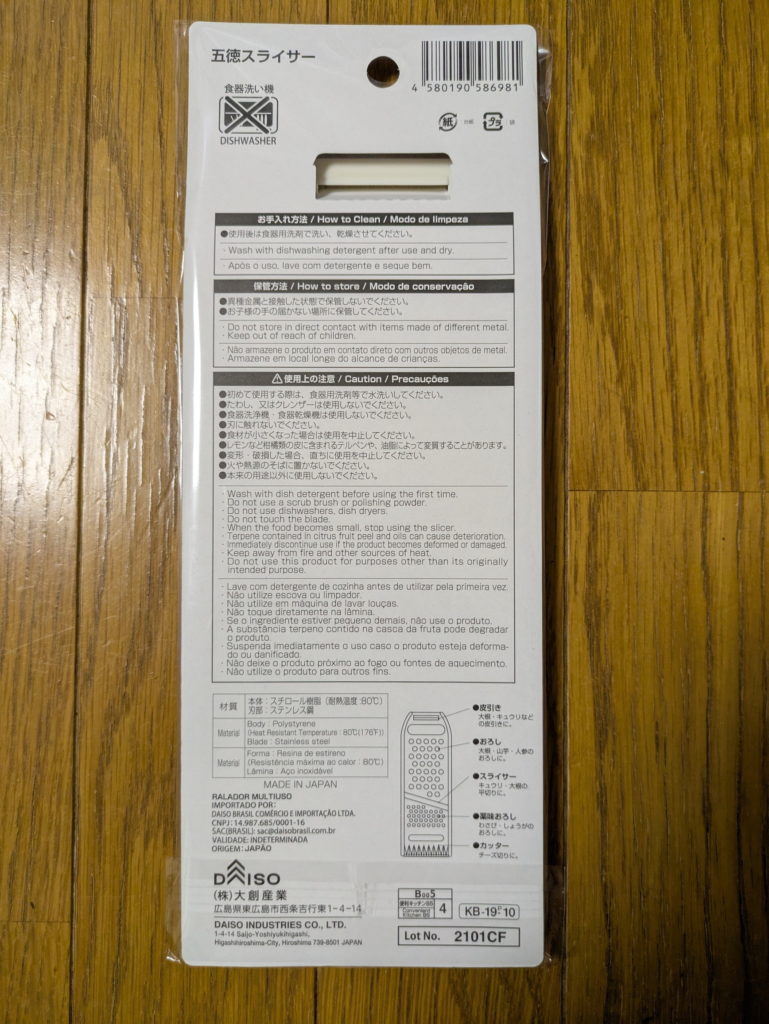 五徳スライサー
4 580190 586981
食器洗い機
DISHWASHER
紙 台紙 プラ 袋
お手入れ方法 / How to Clean / Modo de limpeza
●使用後は食器用洗剤で洗い、乾燥させてください。
· Wash with dishwashing detergent after use and dry.
· Após o uso, lave com detergente e seque bem.
保管方法 / How to store / Modo de conservação
●異種金属と接触した状態で保管しないでください。
●お子様の手の届かない場所に保管してください。
· Do not store in direct contact with items made of different metal.
· Keep out of reach of children.
· Não armazene o produto em contato direto com outros objetos de metal.
· Armazene em local longe do alcance de crianças.
⚠使用上の注意 / Caution / Precauções
●初めて使用する際は、食器用洗剤等で水洗いしてください。
●たわし、又はクレンザーは使用しないでください。
●食器洗浄機・食器乾燥機は使用しないでください。
●刃に触れないでください。
●食材が小さくなった場合は使用を中止してください。
●レモンなど柑橘類の皮に含まれるテルペンや、油脂によって変質することがあります。
●変形・破損した場合、直ちに使用を中止してください。
●火や熱源のそばに置かないでください。
●本来の用途以外に使用しないでください。
· Wash with dish detergent before using the first time.
· Do not use a scrub brush or polishing powder.
· Do not use dishwashers, dish dryers.
· Do not touch the blade.
· When the food becomes small, stop using the slicer.
· Terpene contained in citrus fruit peel and oils can cause deterioration.
· Immediately discontinue use if the product becomes deformed or damaged.
· Keep away from fire and other sources of heat.
· Do not use this product for purposes other than its originally
intended purpose.
· Lave com detergente de cozinha antes de utilizar pela primeira vez.
· Não utilize escova ou limpador.
· Não utilize em máquina de lavar louças.
· Não toque diretamente na lâmina.
· Se o ingrediente estiver pequeno demais, não use o produto.
· A substância terpeno contido na casca da fruta pode degradar
o produto.
· Suspenda imediatamente o uso caso o produto esteja deforma-
do ou danificado.
· Não deixe o produto próximo ao fogo ou fontes de aquecimento.
· Não utilize o produto para outros fins.
材質 本体：スチロール樹脂（耐熱温度:80℃）
刃部：ステンレス鋼
Material Body : Polystyrene
(Heat Resistant Temperature : 80℃(176℉))
Blade : Stainless steel
Material Forma : Resina de estireno
(Resistência máxima ao calor : 80℃)
Lâmina : Aço inoxidável
MADE IN JAPAN
RALADOR MULTIUSO
IMPORTADO POR:
DAISO BRASIL COMÉRCIO E IMPORTAÇÃO LTDA.
CNPJ: 14.987.685/0001-16
SAC(BRASIL): sac@daisobrasil.com.br
VALIDADE: INDETERMINADA
ORIGEM: JAPÃO
●皮引き
大根・キュウリなど
の皮引きに。
●おろし
大根・山芋・人参の
おろしに。
●スライサー
キュウリ・大根の
平切りに。
●薬味おろし
わさび・しょうがの
おろしに。
●カッター
チーズ切りに。
DAISO
(株)大創産業
広島県東広島市西条吉行東1-4-14
DAISO INDUSTRIES CO., LTD.
1-4-14 Saijo-Yoshiyukihigashi,
Higashihiroshima-City, Hiroshima 739-8501 JAPAN
B005
便利キッチン85
Convenient
Kitchen 85
4
KB-19-P-10
Lot No. 2101CF